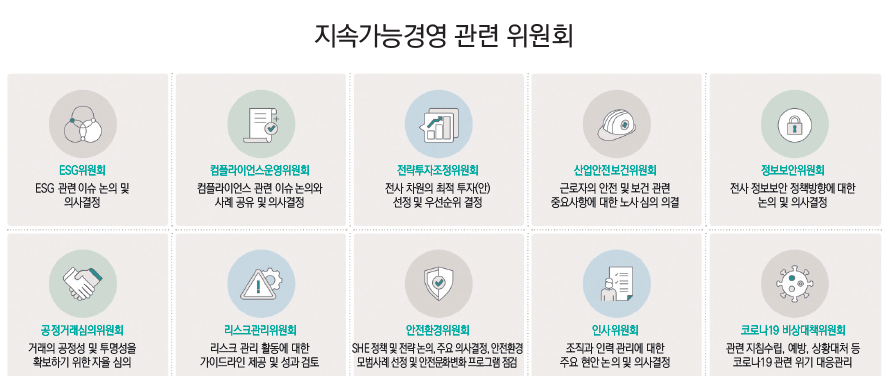 지속가능경영 관련 위원회
ESG위원회
ESG 관련 이슈 논의 및
의사결정
컴플라이언스운영위원회
컴플라이언스 관련 이슈 논의와
사례 공유 및 의사결정
전략투자조정위원회
전사 차원의 최적 투자(안)
선정 및 우선순위 결정
산업안전보건위원회
근로자의 안전 및 보건 관련
중요사항에 대한 노사 심의 의결
정보보안위원회
전사 정보보안 정책방향에 대한
논의 및 의사결정
공정거래심의위원회
거래의 공정성 및 투명성을
확보하기 위한 자율 심의
리스크관리위원회
리스크 관리 활동에 대한
가이드라인 제공 및 성과 검토
안전환경위원회
SHE 정책 및 전략 논의, 주요 의사결정, 안전환경
모범사례 선정 및 안전문화변화 프로그램 점검
인사위원회
조직과 인력 관리에 대한
주요 현안 논의 및 의사결정
코로나19 비상대책위원회
관련 지침수립, 예방, 상황대처 등
코로나19 관련 위기 대응관리